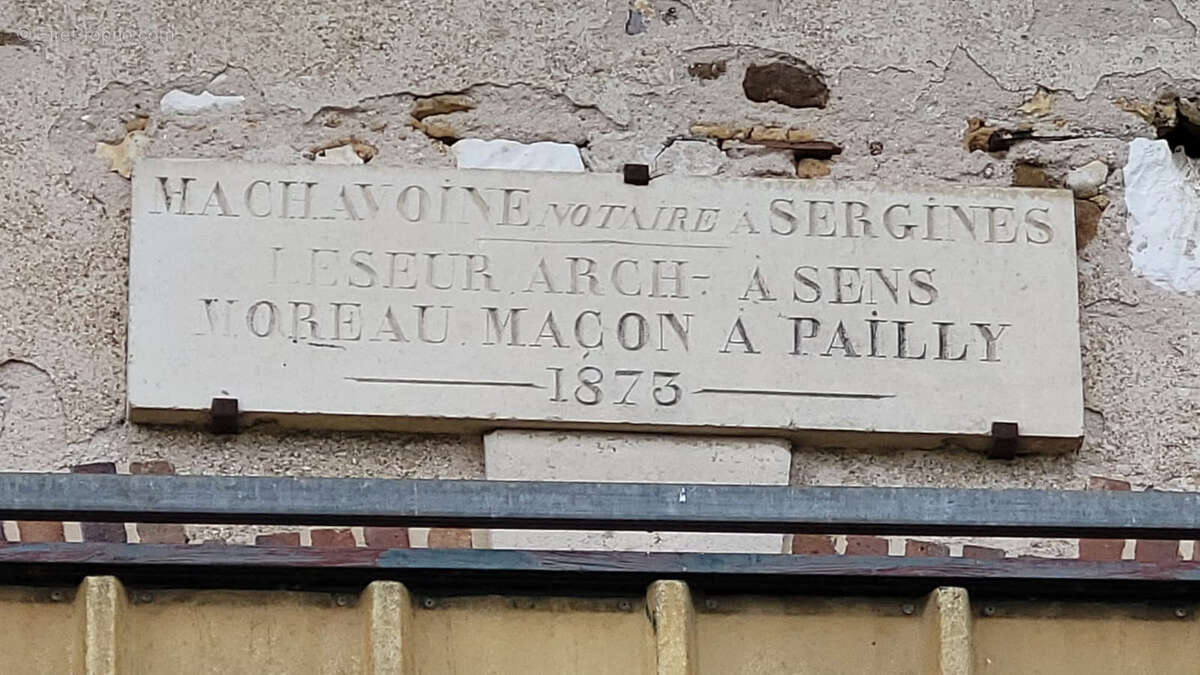 MACHAVOINE NOTAIRE A SERGINES
LESEUR ARCH- A SENS
MOREAU MAÇON A PAILLY
1873